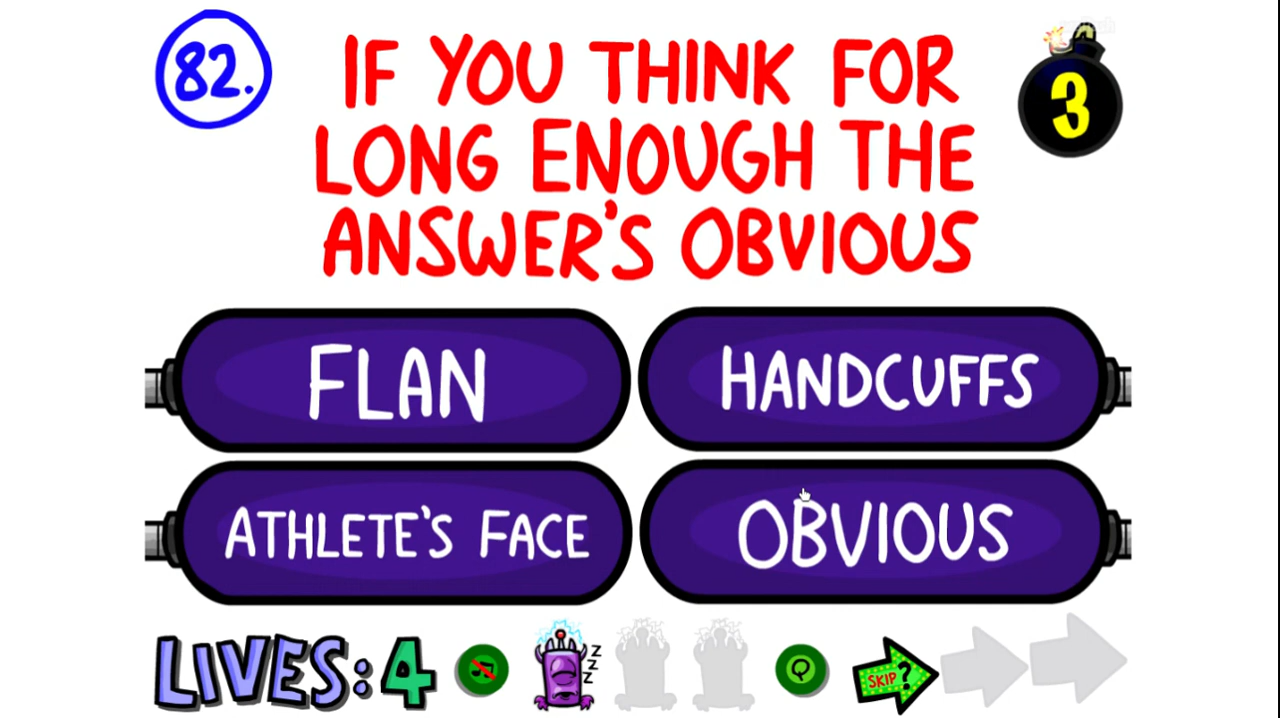 82.
IF YOU THINK FOR
LONG ENOUGH THE
ANSWER'S OBVIOUS
3
FLAN
HANDCUFFS
ATHLETE'S FACE
OBVIOUS
LIVES: 4
z
z
z
SKIP?